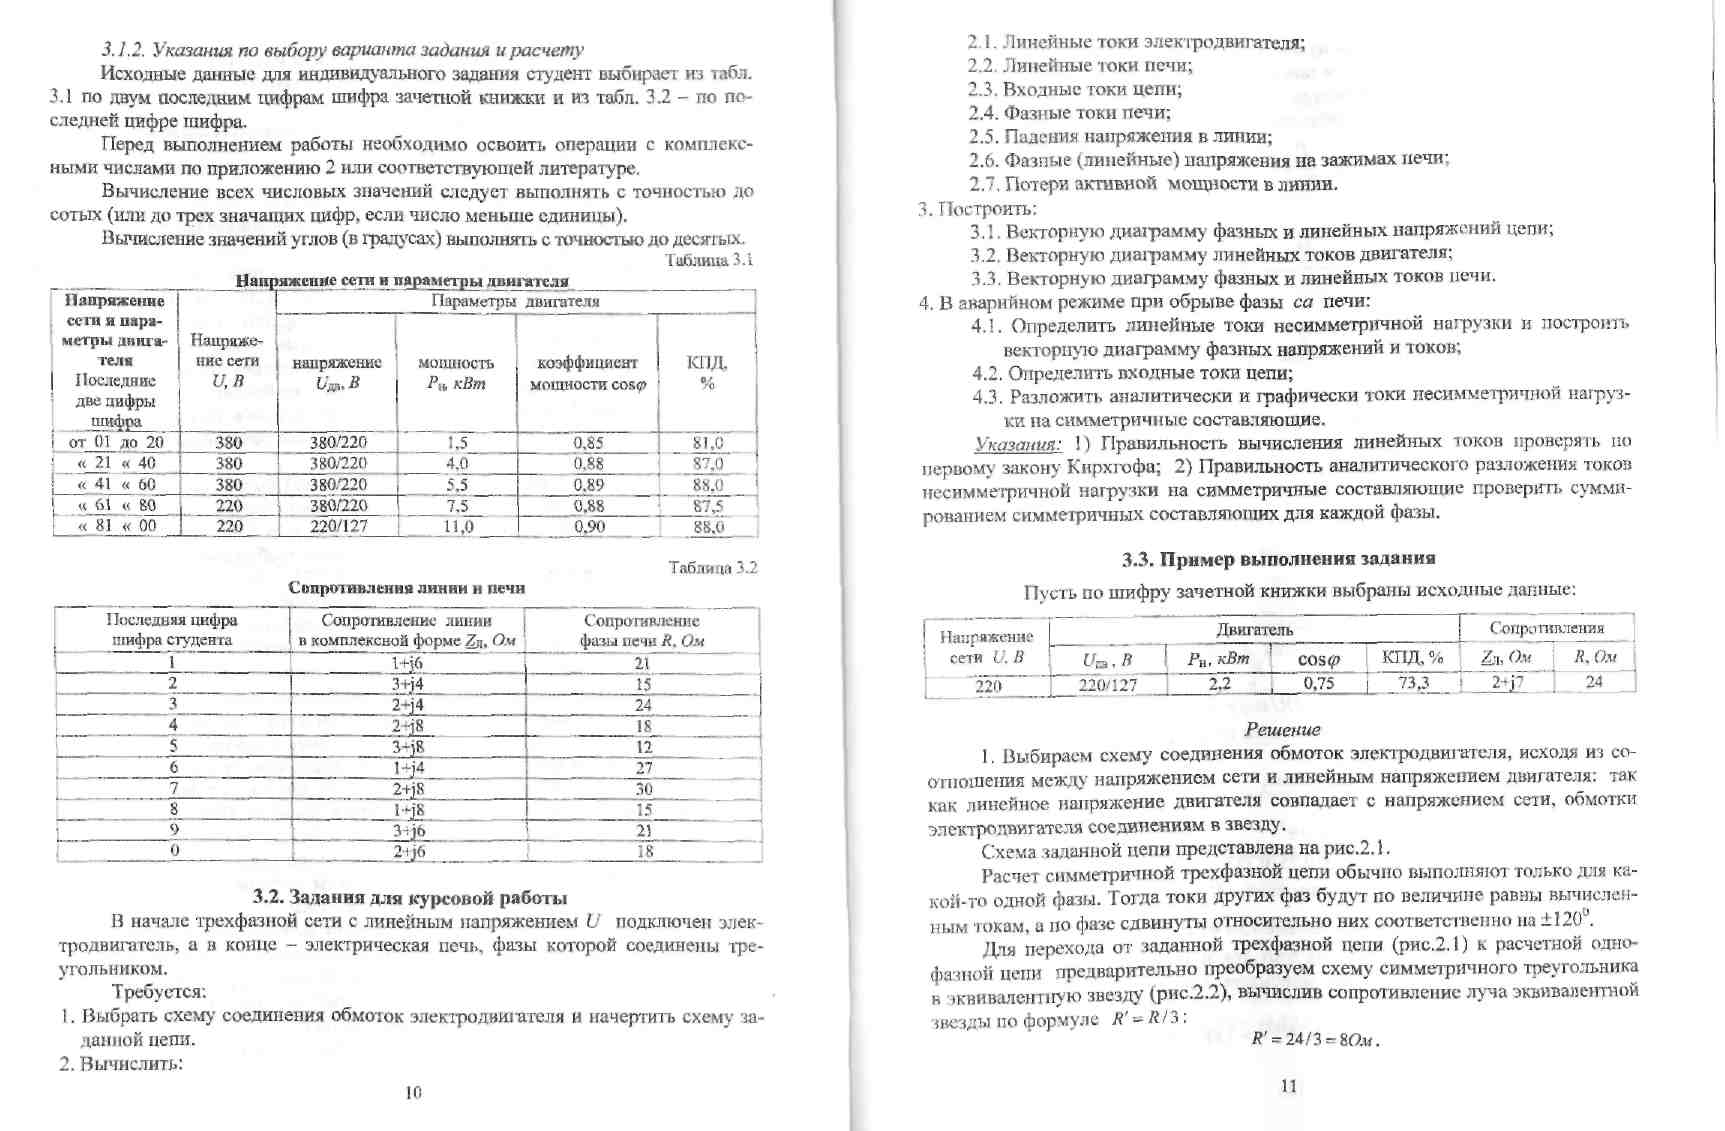 3.1.2. Указания по выбору варианта задания и расчету
Исходные данные для индивидуального задания студент выбирает из табл.
3.1 по двум последним цифрам шифра зачетной книжки и из табл. 3.2 – по по-
следней цифре шифра.
Перед выполнением работы необходимо освоить операции с комплекс-
ными числами по приложению 2 или соответствующей литературе.
Вычисление всех числовых значений следует выполнять с точностью до
сотых (или до трех значащих цифр, если число меньше единицы).
Вычисление значений углов (в градусах) выполнять с точностью до десятых.
Таблица 3.1
Напряжение сети и параметры двигателя
Напряжение сети и пара- метры двига- теля Последние две цифры шифра
Напряже- ние сети U, В
Параметры двигателя
напряжение Uдв, В
мощность Pн, кВт
коэффициент мощности cosφ
КПД, %
от 01 до 20 380 380/220 1,5 0,85 81,0
« 21 « 40 380 380/220 4,0 0,88 87,0
« 41 « 60 380 380/220 5,5 0,89 88,0
« 61 « 80 220 380/220 7,5 0,88 87,5
« 81 « 00 220 220/127 11,0 0,90 88,0
Таблица 3.2
Сопротивления линии и печи
Последняя цифра шифра студента
Сопротивление линии в комплексной форме Zл, Ом
Сопротивление фазы печи R, Ом
1 1+j6 21
2 3+j4 15
3 2+j4 24
4 2+j8 18
5 3+j8 12
6 1+j4 27
7 2+j8 30
8 1+j8 15
9 3+j6 21
0 2+j6 18
3.2. Задания для курсовой работы
В начале трехфазной сети с линейным напряжением U подключен элек-
тродвигатель, а в конце – электрическая печь, фазы которой соединены тре-
угольником.
Требуется:
1. Выбрать схему соединения обмоток электродвигателя и начертить схему за-
данной цепи.
2. Вычислить:
10
2.1. Линейные токи электродвигателя;
2.2. Линейные токи печи;
2.3. Входные токи цепи;
2.4. Фазные токи печи;
2.5. Падения напряжения в линии;
2.6. Фазные (линейные) напряжения на зажимах печи;
2.7. Потери активной мощности в линии.
3. Построить:
3.1. Векторную диаграмму фазных и линейных напряжений цепи;
3.2. Векторную диаграмму линейных токов двигателя;
3.3. Векторную диаграмму фазных и линейных токов печи.
4. В аварийном режиме при обрыве фазы са печи:
4.1. Определить линейные токи несимметричной нагрузки и построить
векторную диаграмму фазных напряжений и токов;
4.2. Определить входные токи цепи;
4.3. Разложить аналитически и графически токи несимметричной нагруз-
ки на симметричные составляющие.
Указания: 1) Правильность вычисления линейных токов проверять по
первому закону Кирхгофа; 2) Правильность аналитического разложения токов
несимметричной нагрузки на симметричные составляющие проверить сумми-
рованием симметричных составляющих для каждой фазы.
3.3. Пример выполнения задания
Пусть по шифру зачетной книжки выбраны исходные данные:
Напряжение сети U, В
Двигатель
Сопротивления
Uдв, В Pн, кВт cosφ КПД, % Zл, Ом R, Ом
220 220/127 2,2 0,75 73,3 2+j7 24
Решение
1. Выбираем схему соединения обмоток электродвигателя, исходя из со-
отношения между напряжением сети и линейным напряжением двигателя: так
как линейное напряжение двигателя совпадает с напряжением сети, обмотки
электродвигателя соединениям в звезду.
Схема заданной цепи представлена на рис.2.1.
Расчет симметричной трехфазной цепи обычно выполняют только для ка-
кой-то одной фазы. Тогда токи других фаз будут по величине равны вычислен-
ным токам, а по фазе сдвинуты относительно них соответственно на ±120⁰.
Для перехода от заданной трехфазной цепи (рис.2.1) к расчетной одно-
фазной цепи предварительно преобразуем схему симметричного треугольника
в эквивалентную звезду (рис.2.2), вычислив сопротивление луча эквивалентной
звезды по формуле R′ = R/3:
R′ = 24/3 = 8Ом.
11